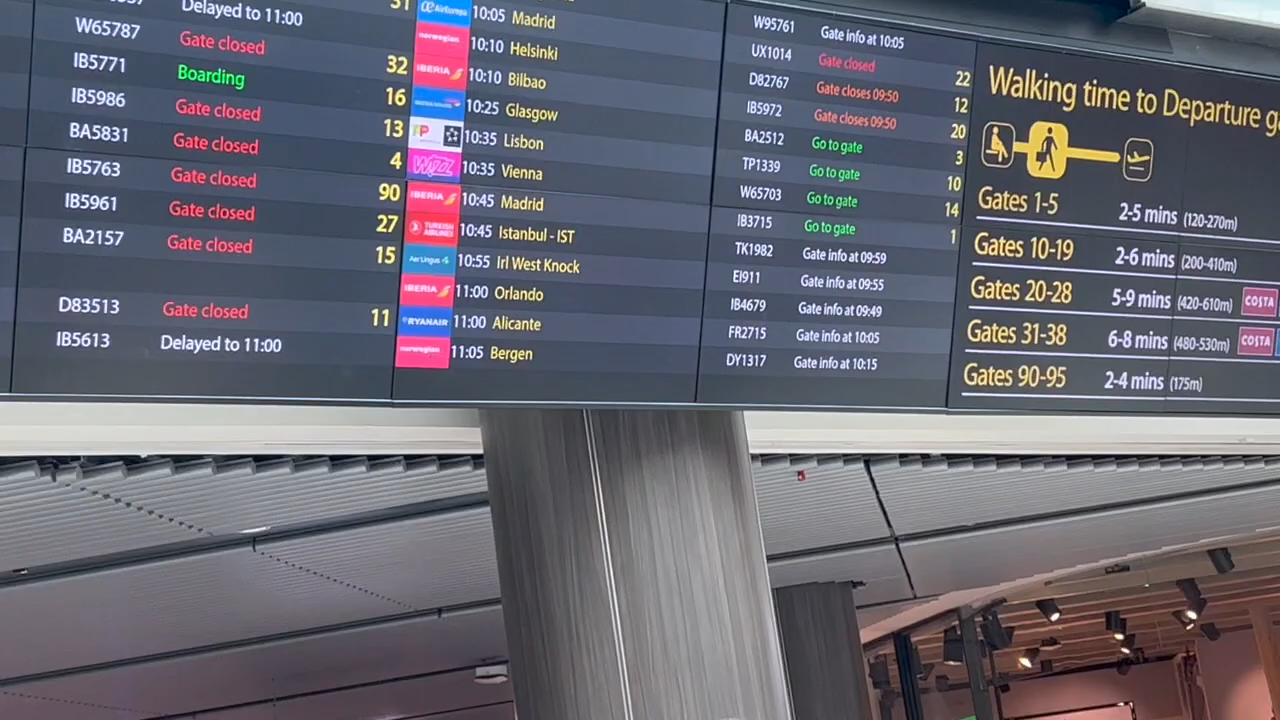 31
Delayed to 11:00
W65787 Gate closed 32
IB5771 Boarding 16
IB5986 Gate closed 13
BA5831 Gate closed 4
IB5763 Gate closed 90
IB5961 Gate closed 27
BA2157 Gate closed 15
D83513 Gate closed 11
IB5613 Delayed to 11:00
W95761 Gate info at 10:05
AirEuropa 10:05 Madrid UX1014 Gate closed 22
norwegian 10:10 Helsinki D82767 Gate closes 09:50 12
IBERIA 10:10 Bilbao IB5972 Gate closes 09:50 20
10:25 Glasgow BA2512 Go to gate 3
TP 10:35 Lisbon TP1339 Go to gate 10
WIZZ 10:35 Vienna W65703 Go to gate 14
IBERIA 10:45 Madrid IB3715 Go to gate 1
TURKISH AIRLINES 10:45 Istanbul - IST TK1982 Gate info at 09:59
Aer Lingus 10:55 Irl West Knock EI911 Gate info at 09:55
IBERIA 11:00 Orlando IB4679 Gate info at 09:49
RYANAIR 11:00 Alicante FR2715 Gate info at 10:05
norwegian 11:05 Bergen DY1317 Gate info at 10:15
Walking time to Departure
Gates 1-5 2-5 mins (120-270m)
Gates 10-19 2-6 mins (200-410m)
Gates 20-28 5-9 mins (420-610m) COSTA
Gates 31-38 6-8 mins (480-530m) COSTA
Gates 90-95 2-4 mins (175m)